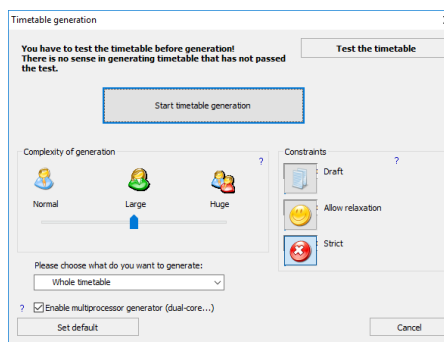 Timetable generation
You have to test the timetable before generation!
There is no sense in generating timetable that has not passed
the test.
Test the timetable
Start timetable generation
Complexity of generation
?
Normal
Large
Huge
Constraints
?
: Draft
: Allow relaxation
: Strict
Please choose what do you want to generate:
Whole timetable
? Enable multiprocessor generator (dual-core...)
Set default
Cancel